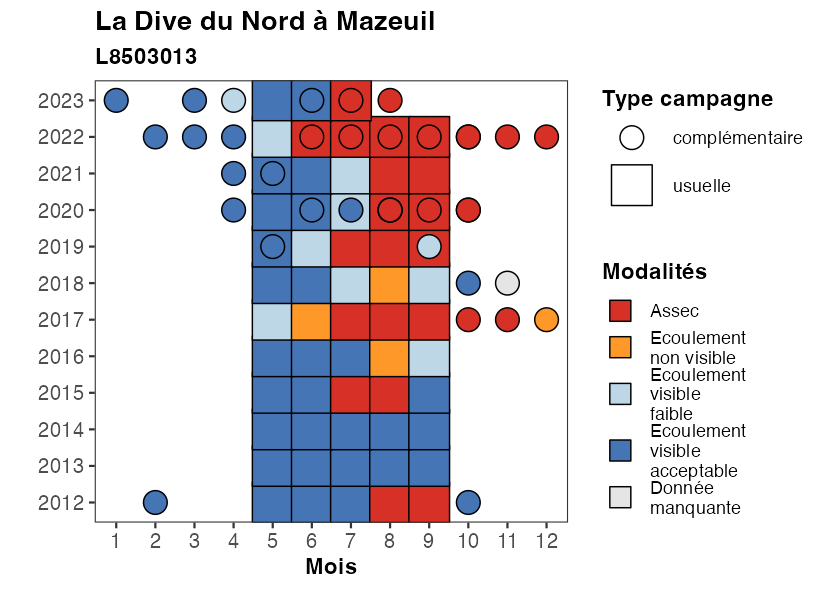 La Dive du Nord à Mazeuil
L8503013
2023
2022
2021
2020
2019
2018
2017
2016
2015
2014
2013
2012
1 2 3 4 5 6 7 8 9 10 11 12
Mois
Type campagne
complémentaire
usuelle
Modalités
Assec
Ecoulement
non visible
Ecoulement
visible
faible
Ecoulement
visible
acceptable
Donnée
manquante